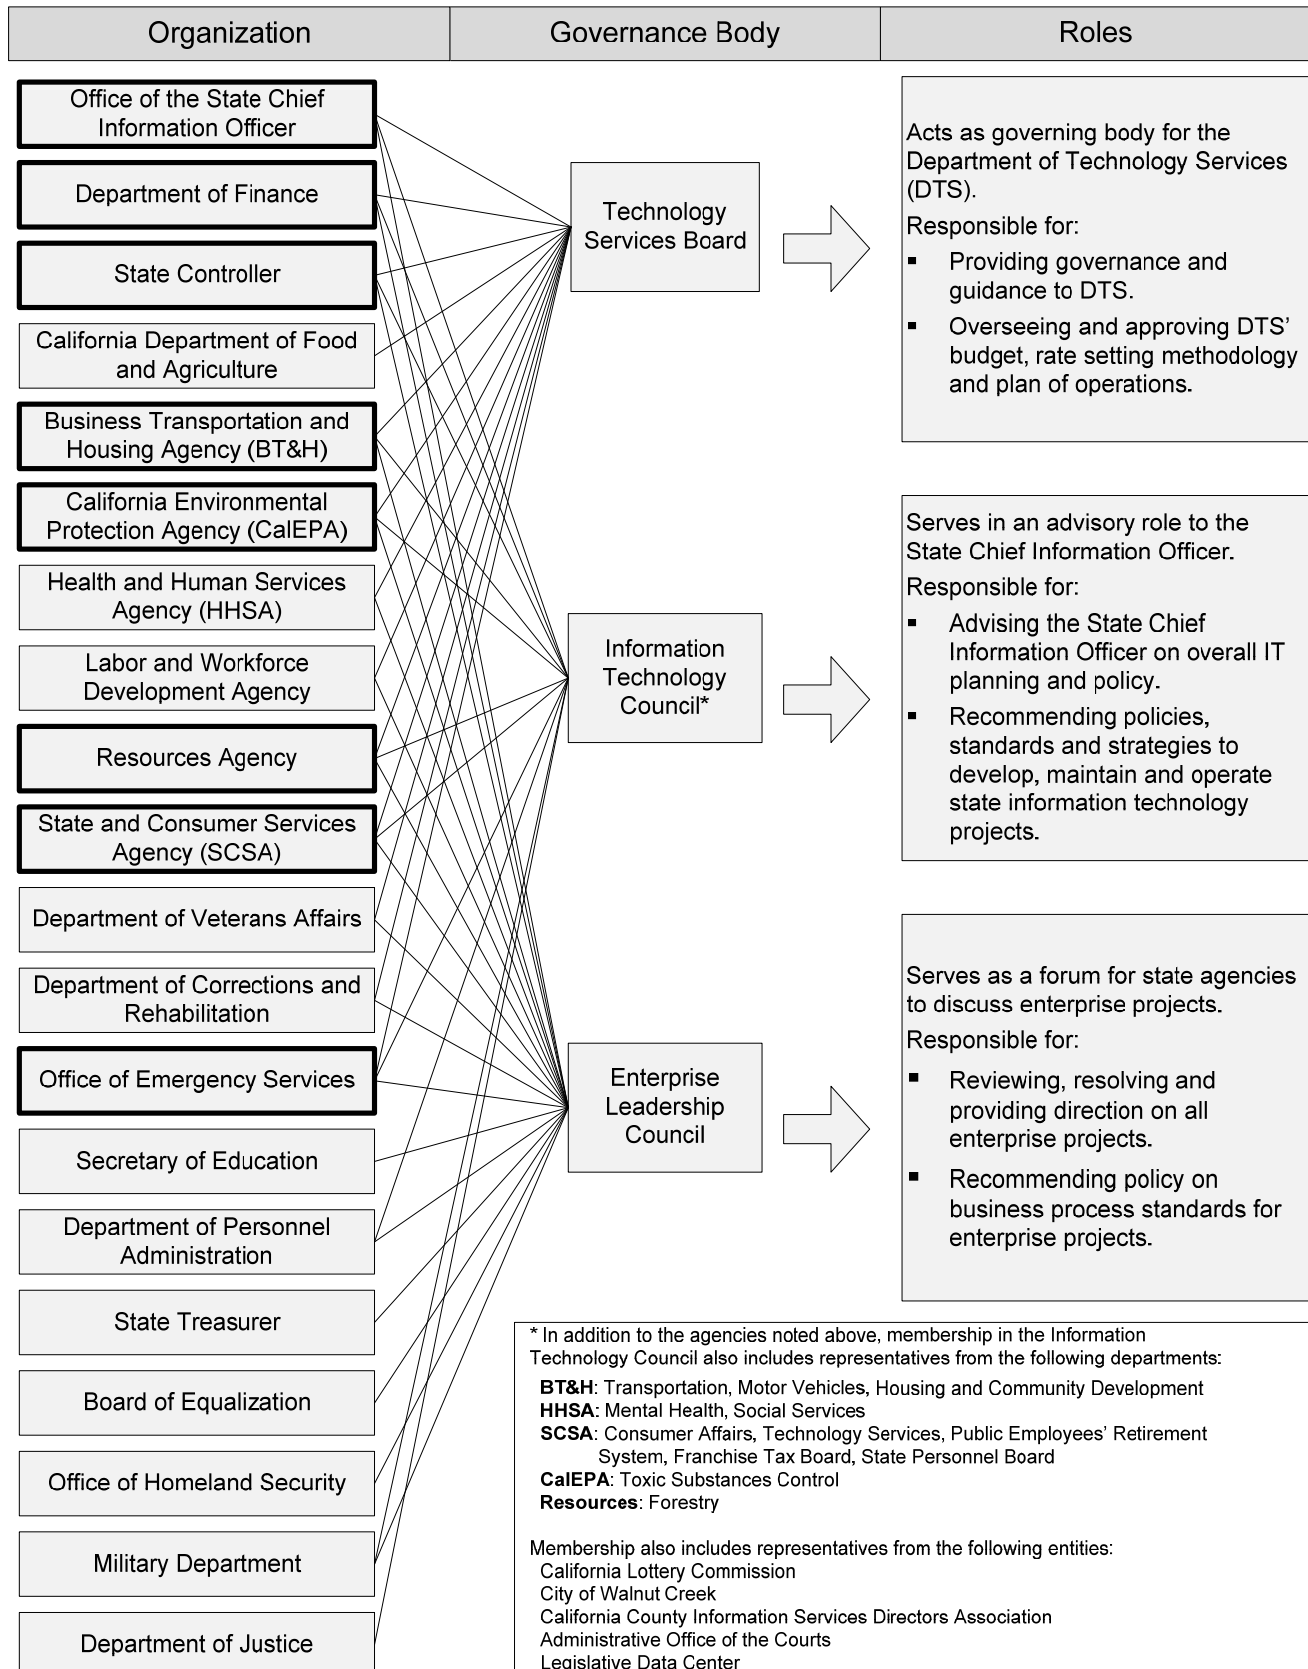 Organization
Governance Body
Roles
Office of the State Chief
Information Officer
Department of Finance
State Controller
California Department of Food
and Agriculture
Business Transportation and
Housing Agency (BT&H)
California Environmental
Protection Agency (CalEPA)
Health and Human Services
Agency (HHSA)
Labor and Workforce
Development Agency
Resources Agency
State and Consumer Services
Agency (SCSA)
Department of Veterans Affairs
Department of Corrections and
Rehabilitation
Office of Emergency Services
Secretary of Education
Department of Personnel
Administration
State Treasurer
Board of Equalization
Office of Homeland Security
Military Department
Department of Justice
Technology
Services Board
Information
Technology
Council*
Enterprise
Leadership
Council
Acts as governing body for the
Department of Technology Services
(DTS).
Responsible for:
▪ Providing governance and
guidance to DTS.
▪ Overseeing and approving DTS’
budget, rate setting methodology
and plan of operations.
Serves in an advisory role to the
State Chief Information Officer.
Responsible for:
▪ Advising the State Chief
Information Officer on overall IT
planning and policy.
▪ Recommending policies,
standards and strategies to
develop, maintain and operate
state information technology
projects.
Serves as a forum for state agencies
to discuss enterprise projects.
Responsible for:
▪ Reviewing, resolving and
providing direction on all
enterprise projects.
▪ Recommending policy on
business process standards for
enterprise projects.
* In addition to the agencies noted above, membership in the Information
Technology Council also includes representatives from the following departments:
BT&H: Transportation, Motor Vehicles, Housing and Community Development
HHSA: Mental Health, Social Services
SCSA: Consumer Affairs, Technology Services, Public Employees’ Retirement
System, Franchise Tax Board, State Personnel Board
CalEPA: Toxic Substances Control
Resources: Forestry
Membership also includes representatives from the following entities:
California Lottery Commission
City of Walnut Creek
California County Information Services Directors Association
Administrative Office of the Courts
Legislative Data Center